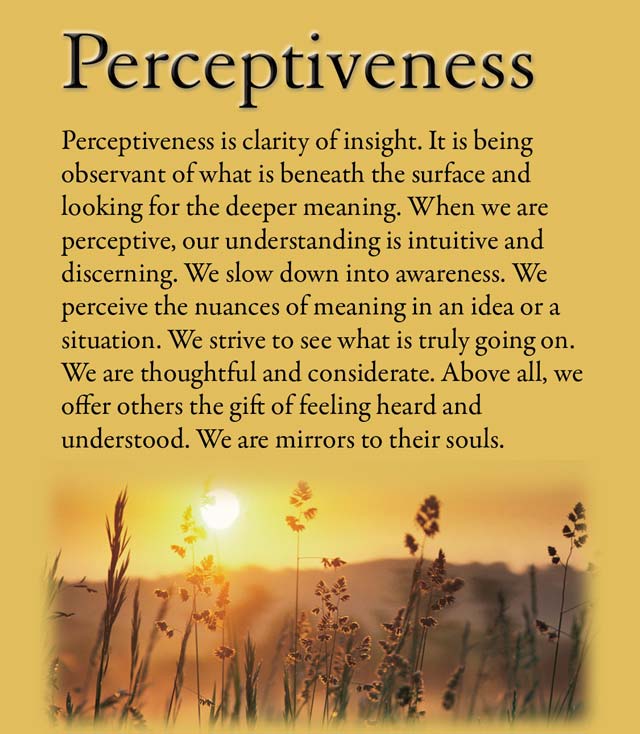 Perceptiveness
Perceptiveness is clarity of insight. It is being
observant of what is beneath the surface and
looking for the deeper meaning. When we are
perceptive, our understanding is intuitive and
discerning. We slow down into awareness. We
perceive the nuances of meaning in an idea or a
situation. We strive to see what is truly going on.
We are thoughtful and considerate. Above all, we
offer others the gift of feeling heard and
understood. We are mirrors to their souls.